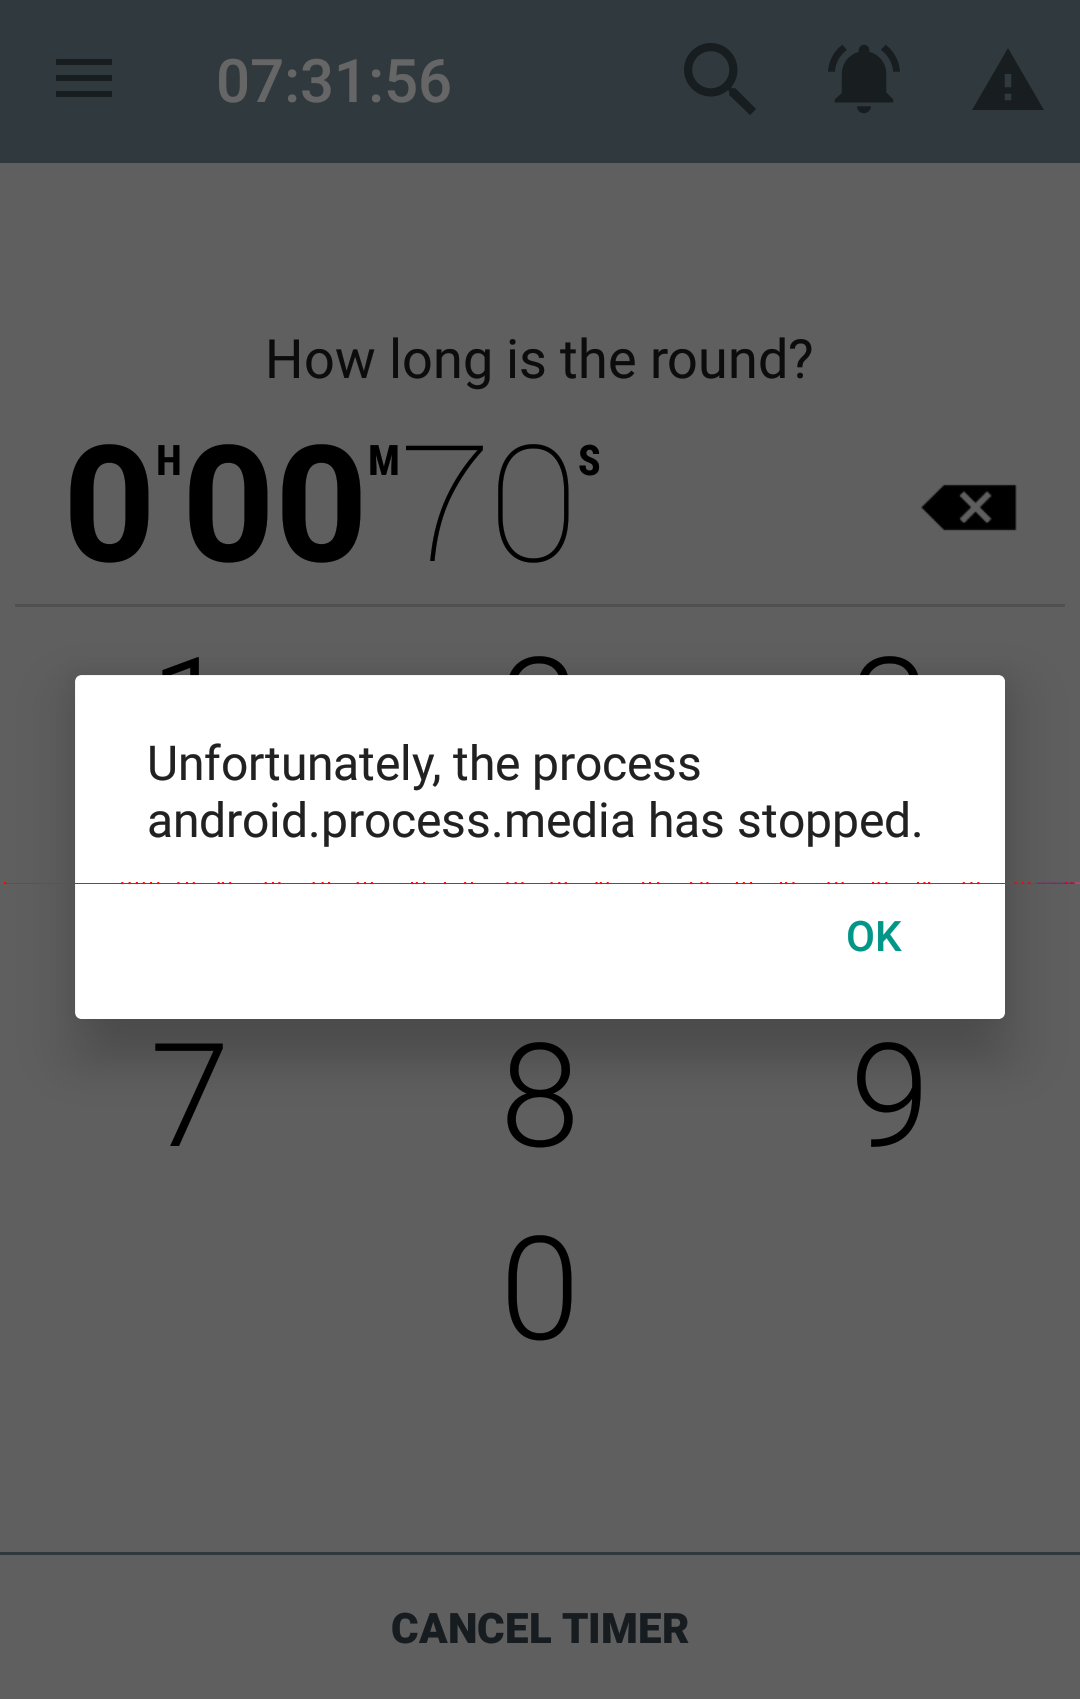 07:31:56
How long is the round?
0H00M70S
Unfortunately, the process
android.process.media has stopped.
OK
7 8 9
0
CANCEL TIMER